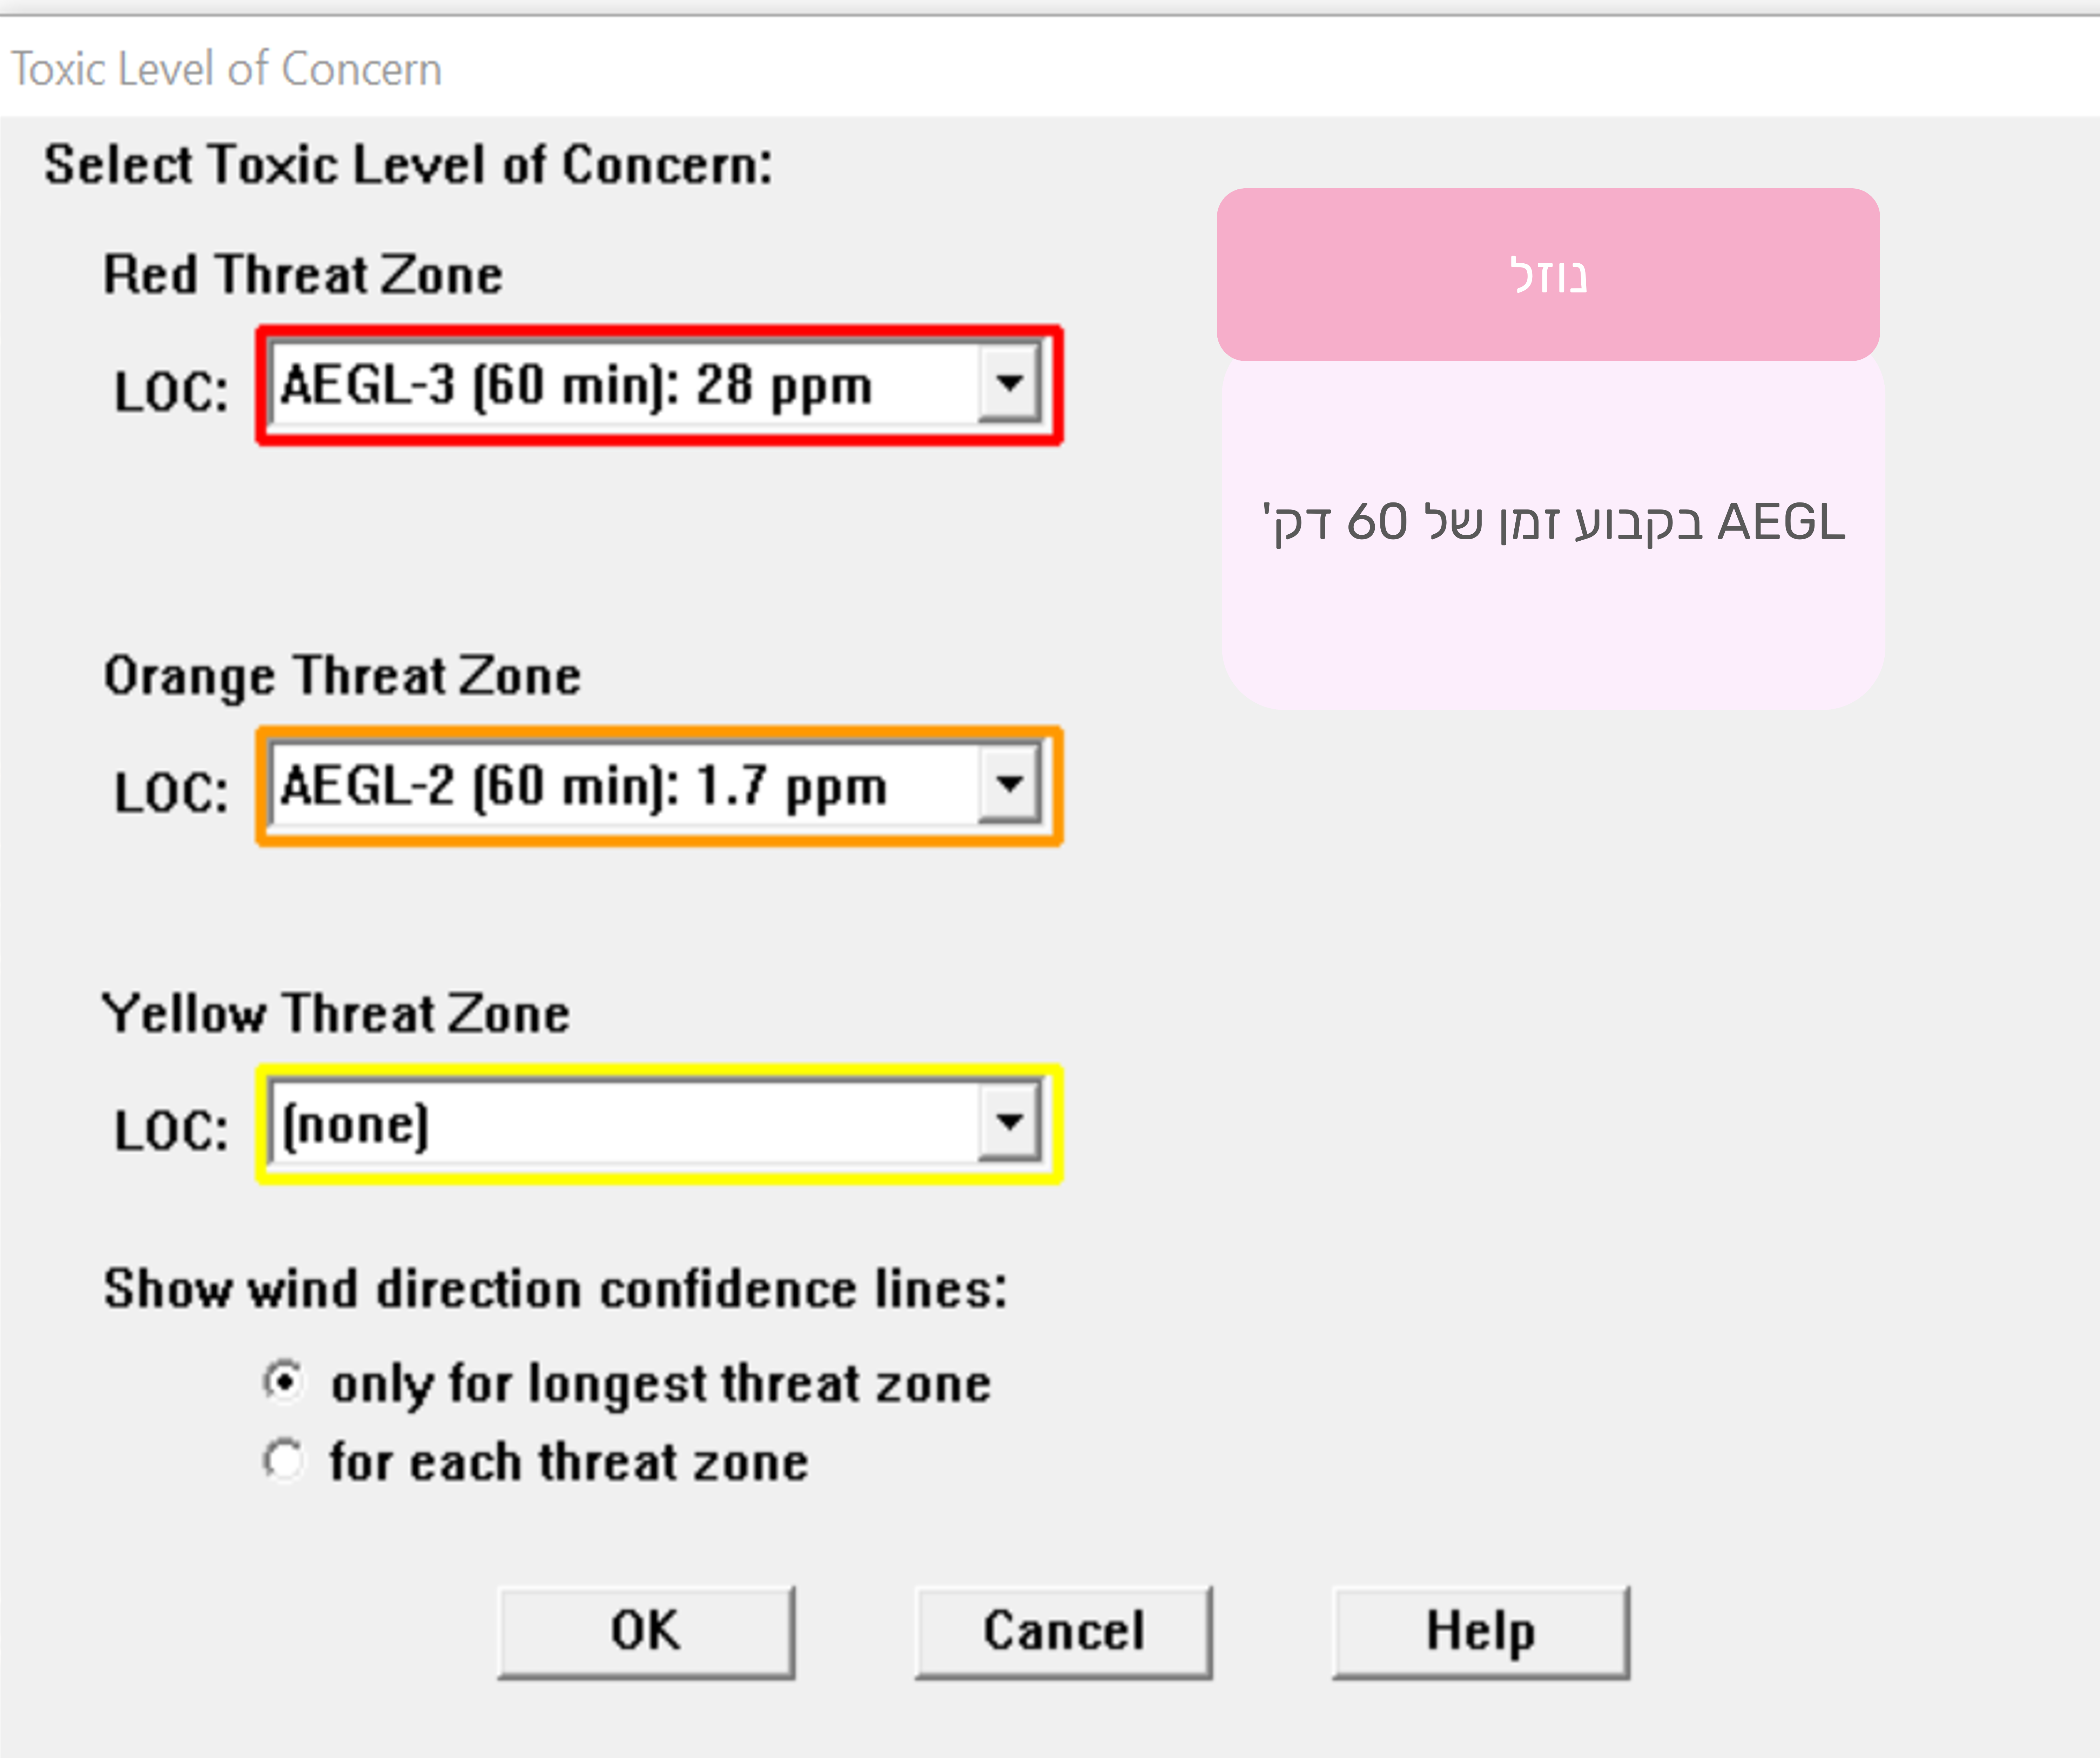 Toxic Level of Concern
Select Toxic Level of Concern:
Red Threat Zone
LOC: AEGL-3 (60 min): 28 ppm
נוזל
AEGL בקבוע זמן של 60 דק'
Orange Threat Zone
LOC: AEGL-2 (60 min): 1.7 ppm
Yellow Threat Zone
LOC: (none)
Show wind direction confidence lines:
only for longest threat zone
for each threat zone
OK Cancel Help